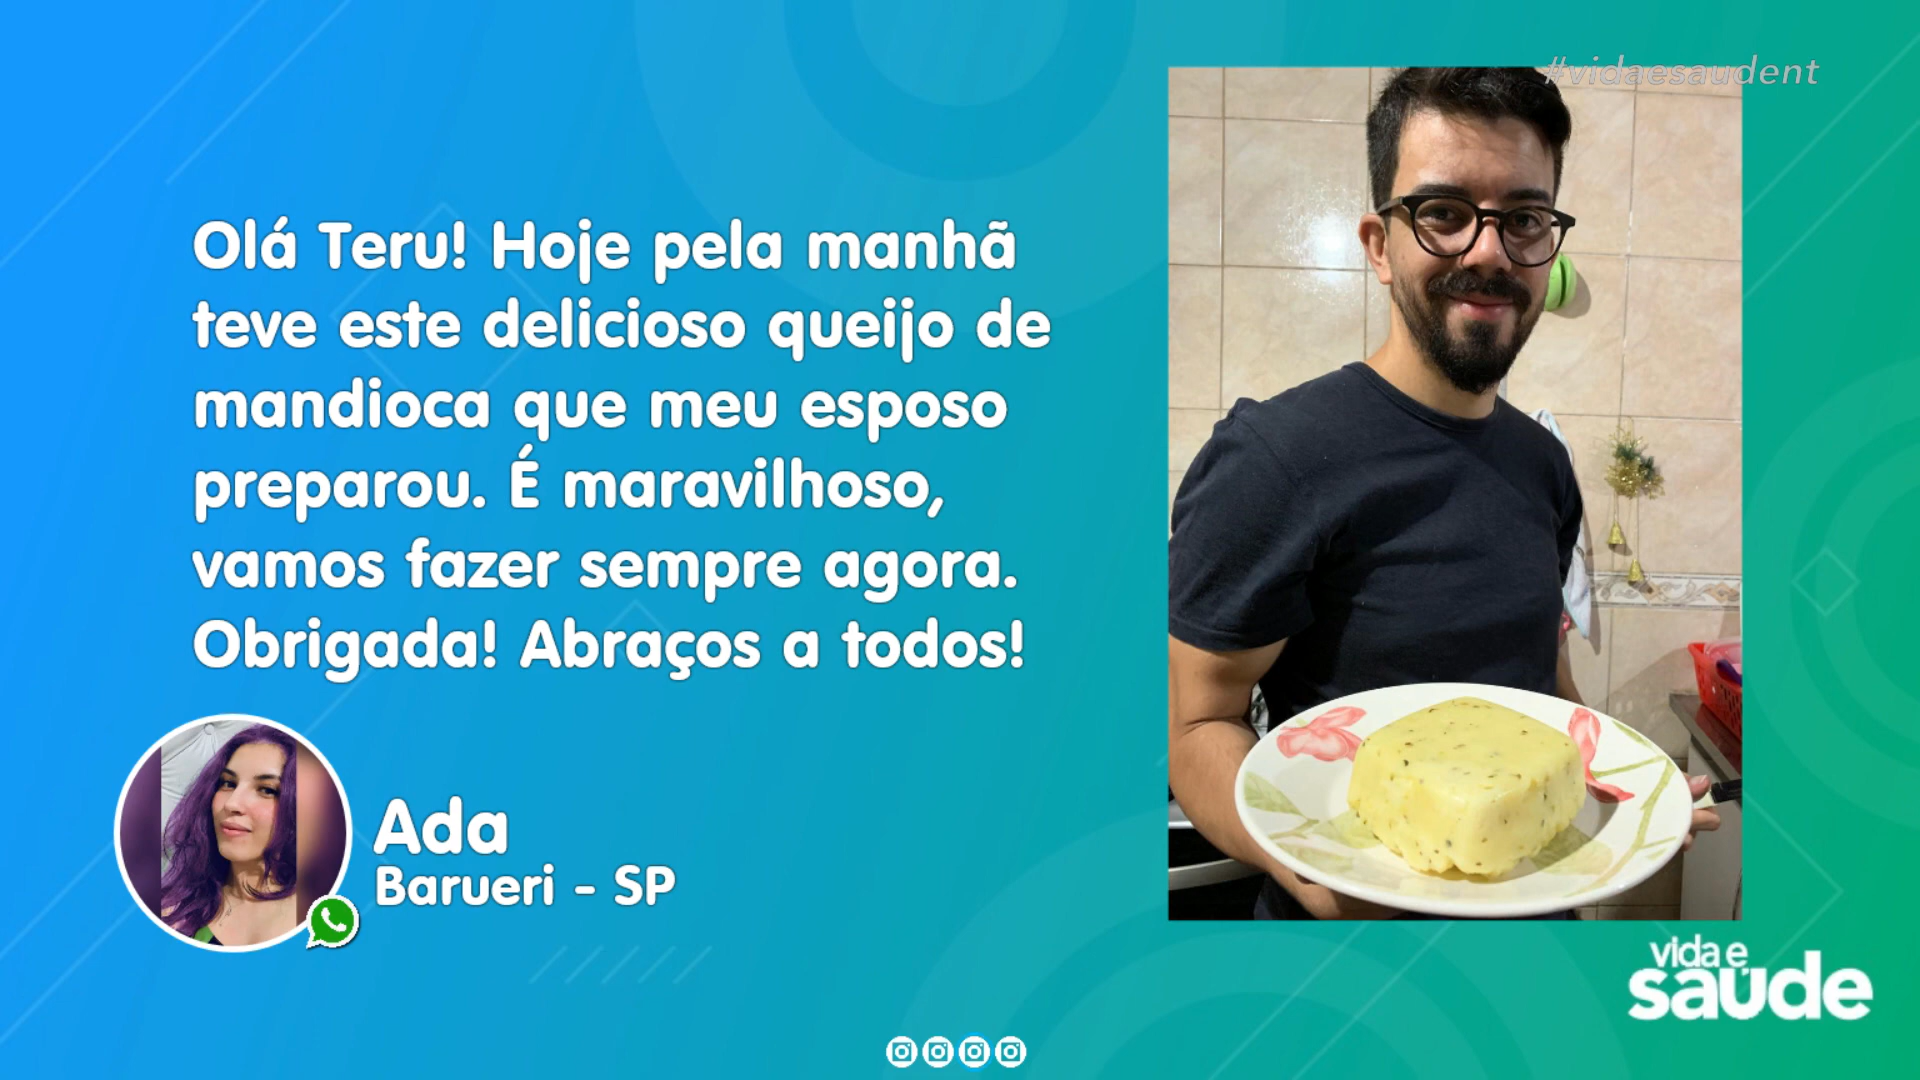 #vidaesaudent
Olá Teru! Hoje pela manhã
teve este delicioso queijo de
mandioca que meu esposo
preparou. É maravilhoso,
vamos fazer sempre agora.
Obrigada! Abraços a todos!
Ada
Barueri - SP
vida e
saúde